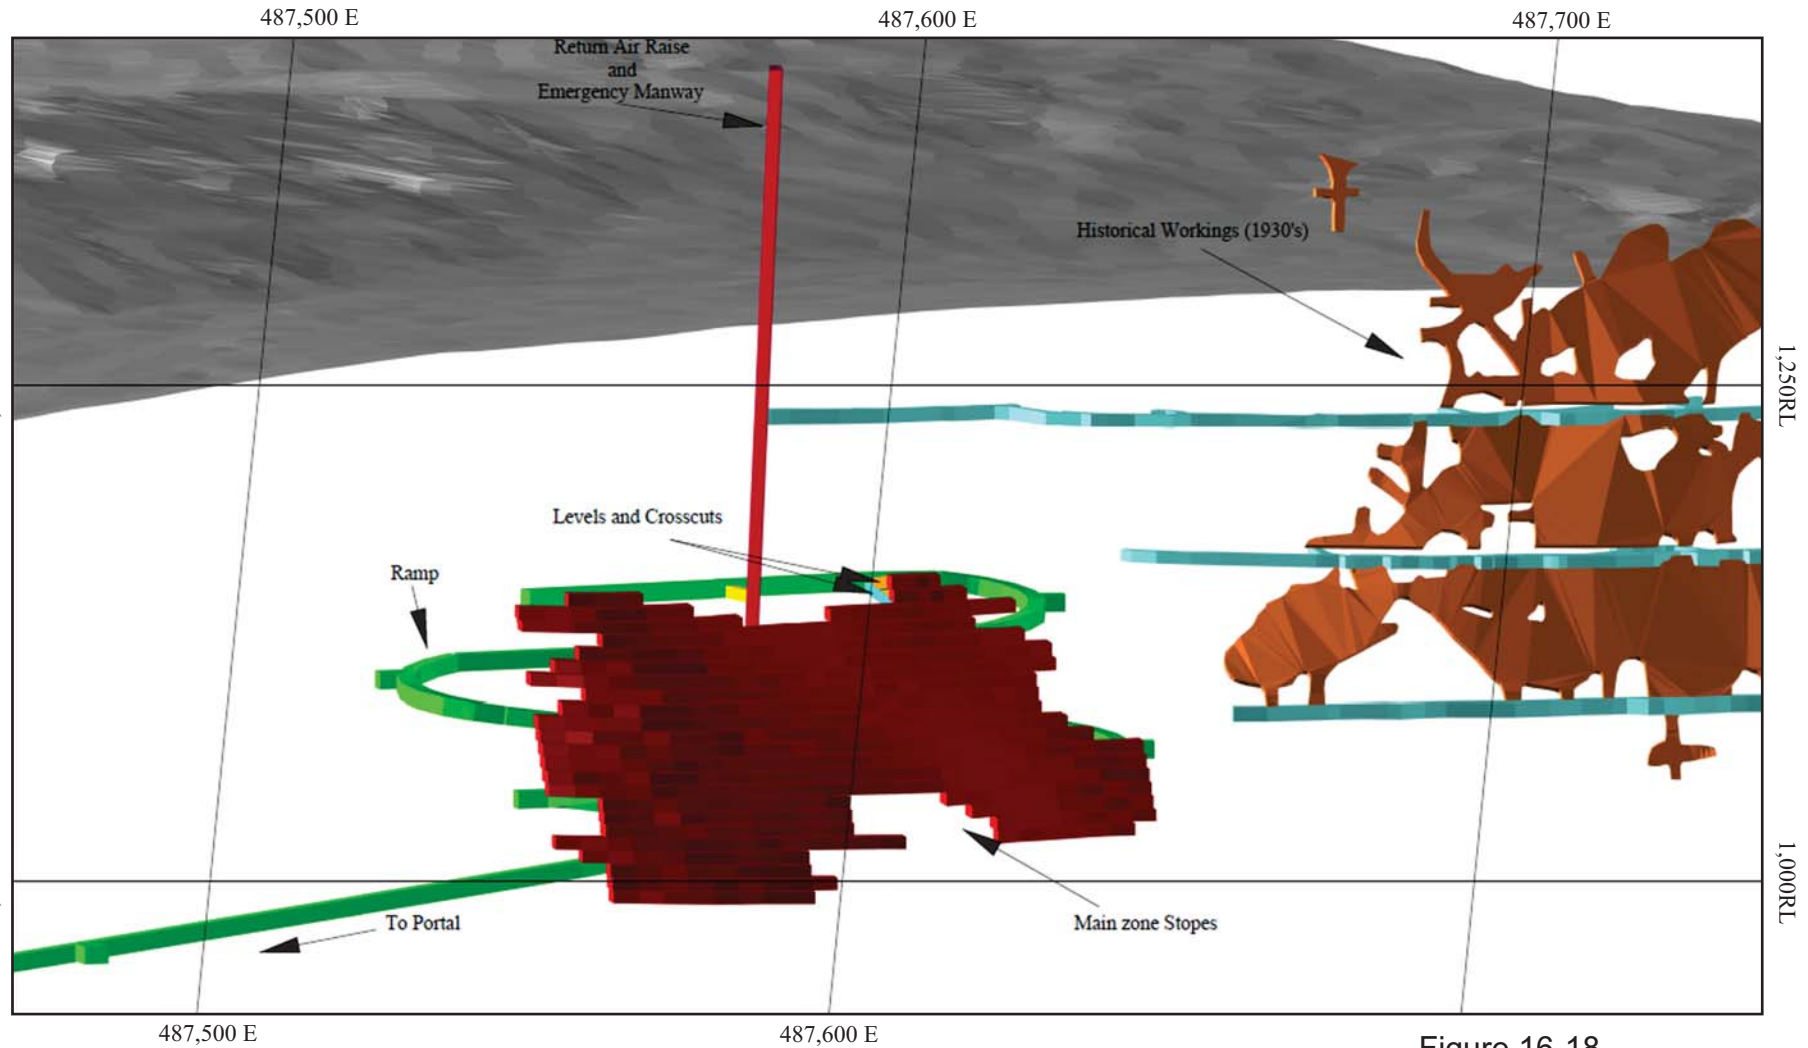 487,500 E
487,600 E
487,700 E
Return Air Raise
and
Emergency Manway
Historical Workings (1930's)
1,250RL
Levels and Crosscuts
Ramp
1,000RL
To Portal
Main zone Stopes
487,500 E
487,600 E
Figure 16-18